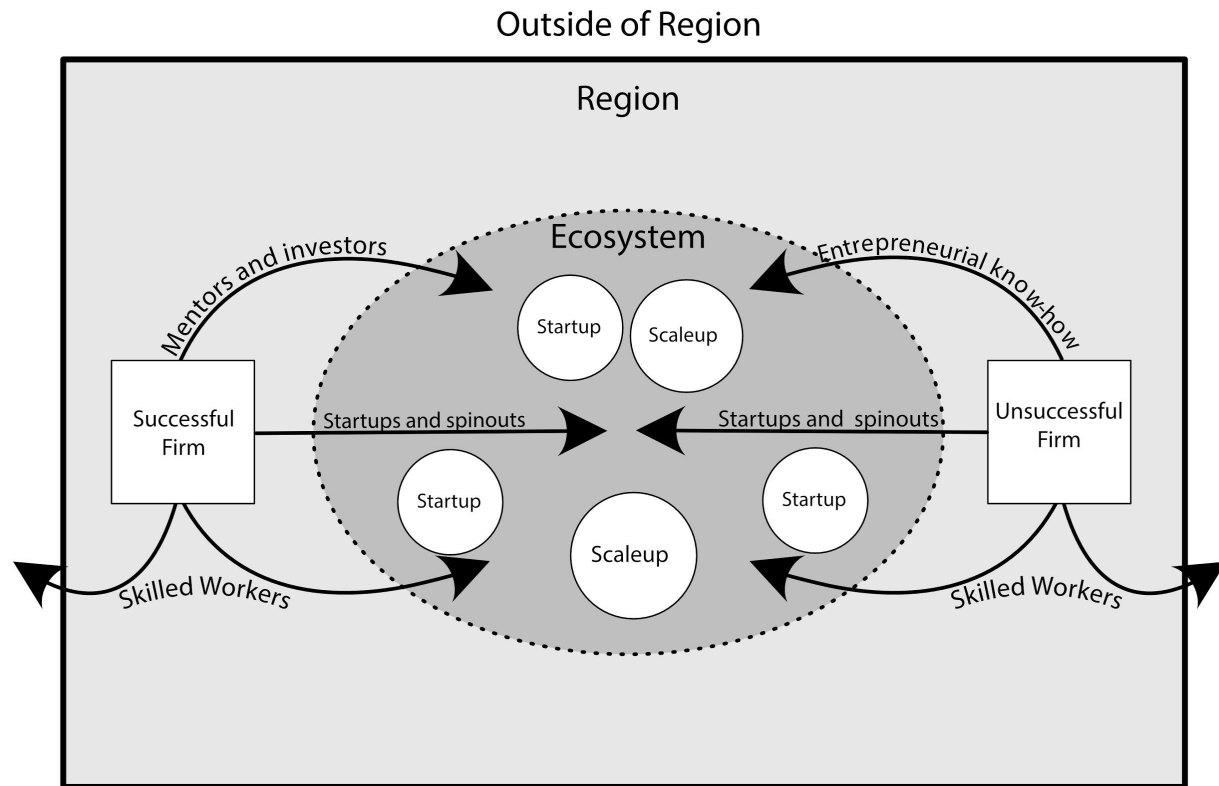 Outside of Region
Region
Ecosystem
Mentors and investors
Entrepreneurial know-how
Startup
Scaleup
Successful
Firm
Startups and spinouts
Startups and spinouts
Unsuccessful
Firm
Startup
Startup
Scaleup
Skilled Workers
Skilled Workers